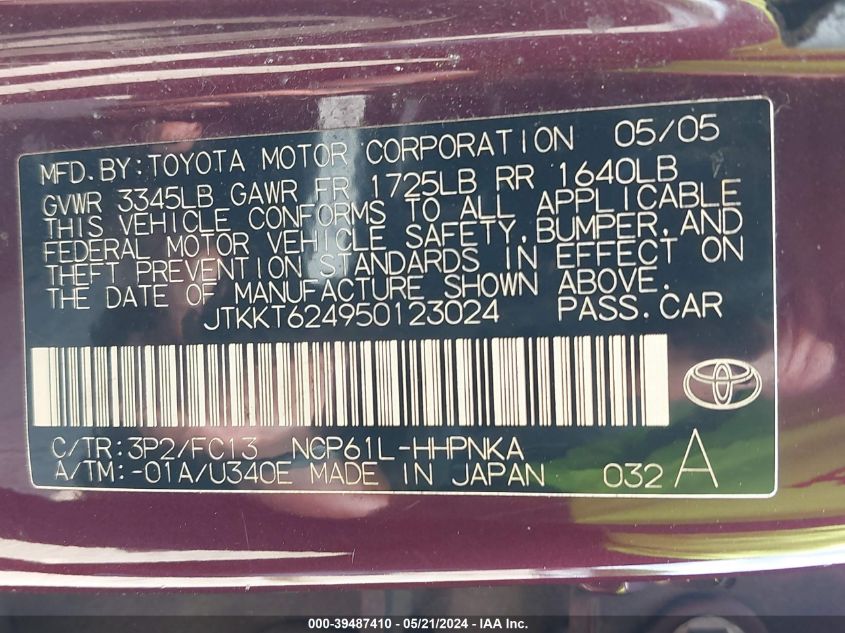 MFD.BY:TOYOTA MOTOR CORPORATION 05/05
GVWR 3345LB GAWR FR 1725LB RR 1640LB
THIS VEHICLE CONFORMS TO ALL APPLICABLE
FEDERAL MOTOR VEHICLE SAFETY,BUMPER,AND
THEFT PREVENTION STANDARDS IN EFFECT ON
THE DATE OF MANUFACTURE SHOWN ABOVE.
JTKKT624950123024 PASS.CAR
C/TR:3P2/FC13 NCP61L-HHPNKA
A/TM:-01A/U340E MADE IN JAPAN 032 A
000-39487410 / 05/21/2024 - IAA Inc.